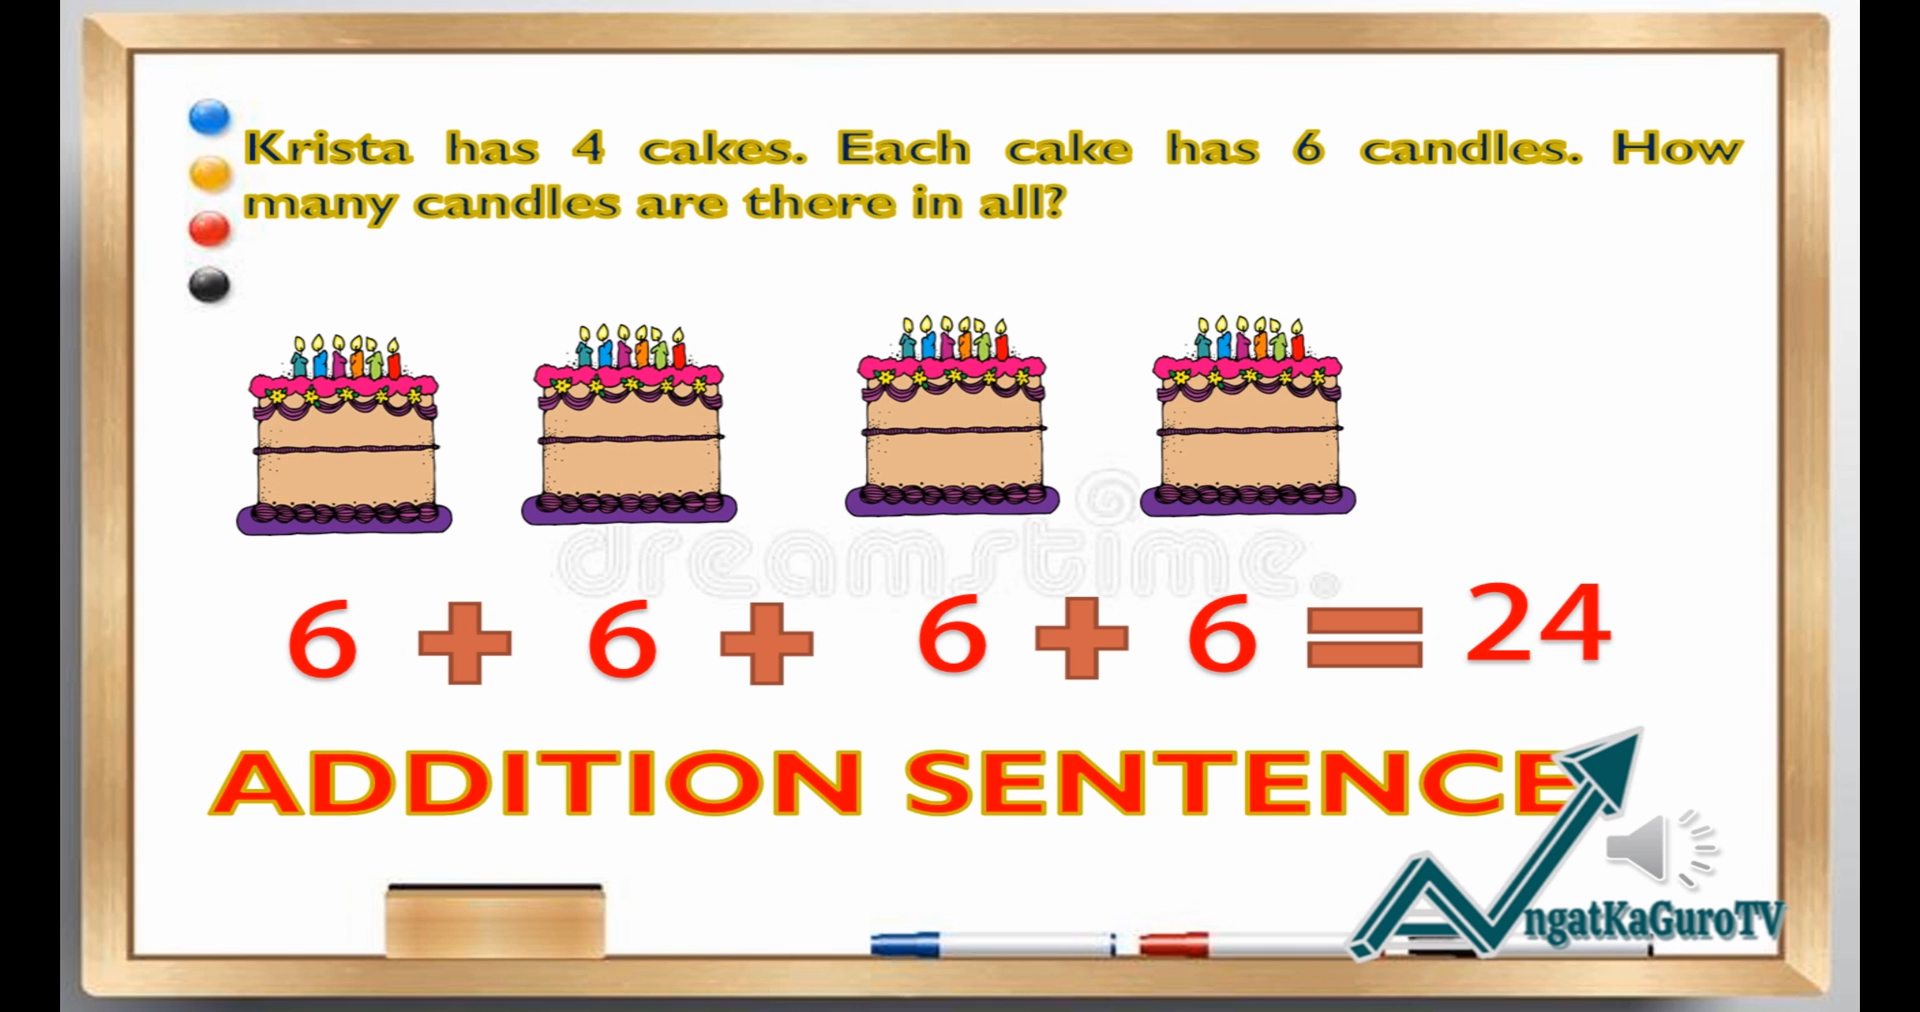 Krista has 4 cakes. Each cake has 6 candles. How
many candles are there in all?
dreamstime.
6 + 6 + 6 + 6 = 24
ADDITION SENTENCE
AngatKaGuroTV